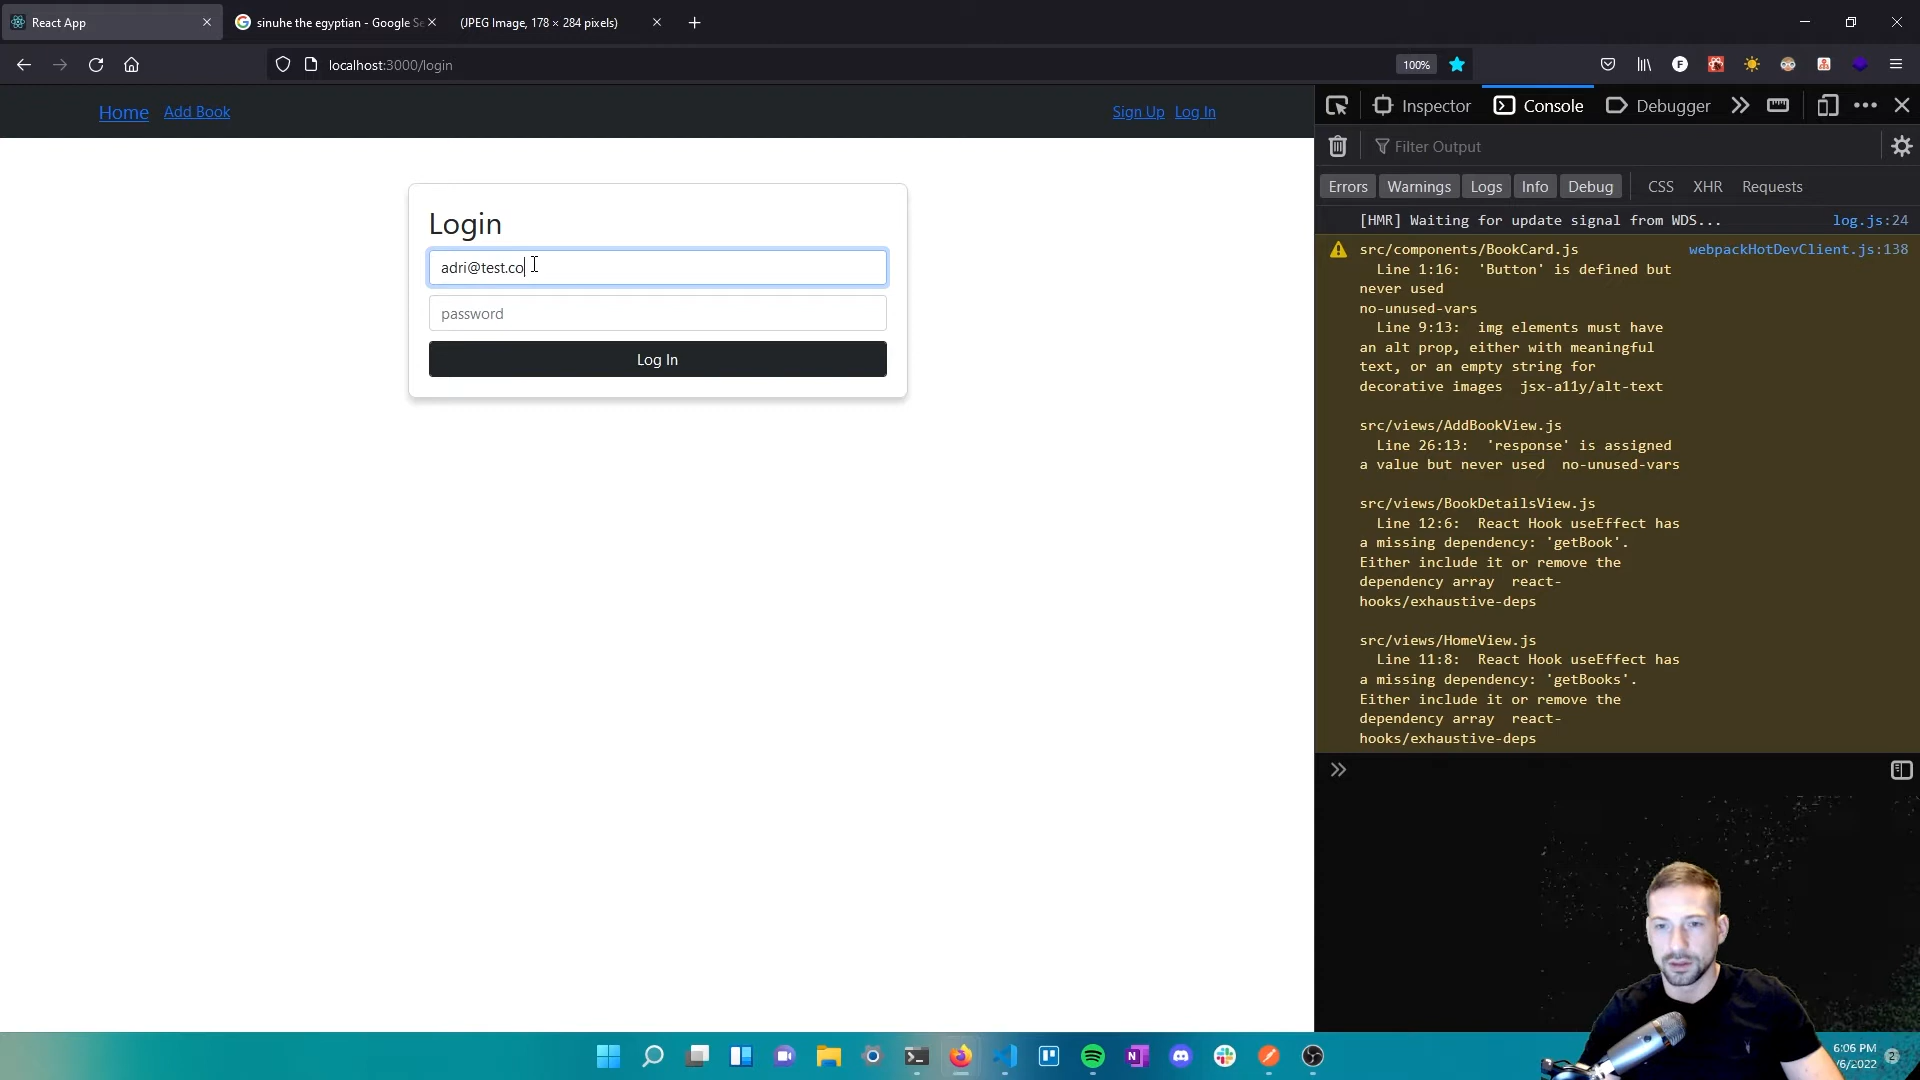 React App
sinuhe the egyptian - Google Se
(JPEG Image, 178 × 284 pixels)
localhost:3000/login
100%
Home
Add Book
Sign Up
Log In
Login
adri@test.co
password
Log In
Inspector
Console
Debugger
Filter Output
Errors
Warnings
Logs
Info
Debug
CSS
XHR
Requests
[HMR] Waiting for update signal from WDS...
log.js:24
src/components/BookCard.js
webpackHotDevClient.js:138
Line 1:16: 'Button' is defined but
never used
no-unused-vars
Line 9:13: img elements must have
an alt prop, either with meaningful
text, or an empty string for
decorative images jsx-a11y/alt-text
src/views/AddBookView.js
Line 26:13: 'response' is assigned
a value but never used no-unused-vars
src/views/BookDetailsView.js
Line 12:6: React Hook useEffect has
a missing dependency: 'getBook'.
Either include it or remove the
dependency array react-
hooks/exhaustive-deps
src/views/HomeView.js
Line 11:8: React Hook useEffect has
a missing dependency: 'getBooks'.
Either include it or remove the
dependency array react-
hooks/exhaustive-deps
6:06 PM
/6/2022
2